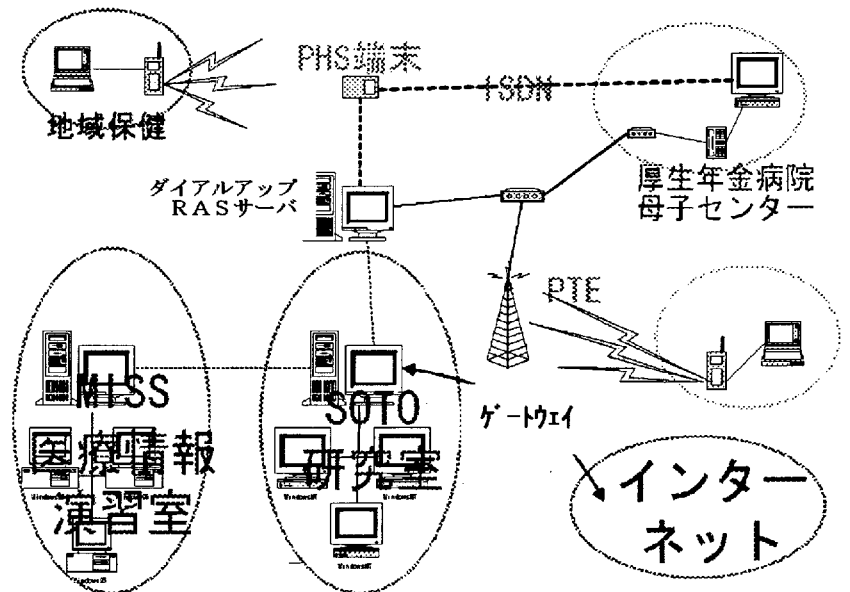 PHS端末
ISDN
地域保健
ダイアルアップ
RASサーバ
厚生年金病院
母子センター
PTE
MISS
医療情報
演習室
SOTO
研究室
ゲートウェイ
インター
ネット
Windows95
WindowsNT
WindowsNT